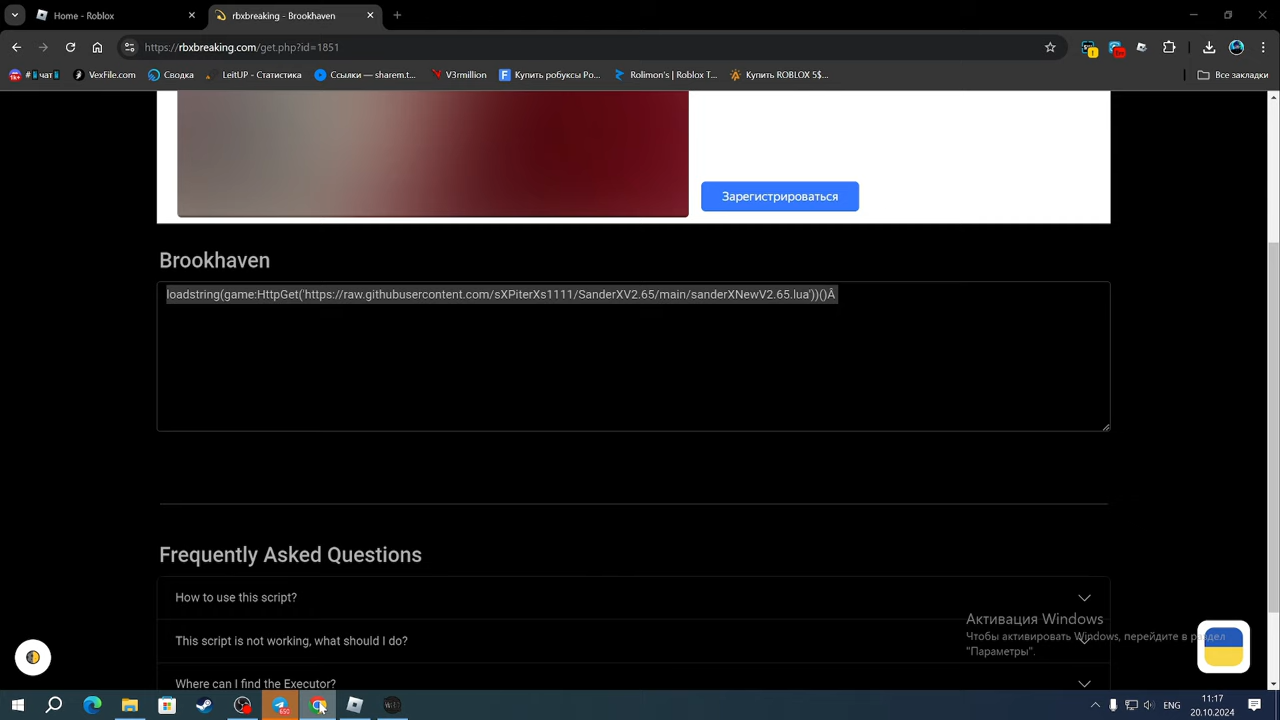 Home - Roblox
rbxbreaking - Brookhaven
https://rbxbreaking.com/get.php?id=1851
чат
VexFile.com
Сводка
LeitUP - Статистика
Ссылки — sharem.t...
V3rmillion
Купить робуксы Ро...
Rolimon's | Roblox T...
Купить ROBLOX 5$...
Все закладки
Зарегистрироваться
Brookhaven
loadstring(game:HttpGet('https://raw.githubusercontent.com/sXPiterXs1111/SanderXV2.65/main/sanderXNewV2.65.lua'))()Â
Frequently Asked Questions
How to use this script?
This script is not working, what should I do?
Where can I find the Executor?
Активация Windows
Чтобы активировать Windows, перейдите в раздел
"Параметры".
ENG
11:17
20.10.2024